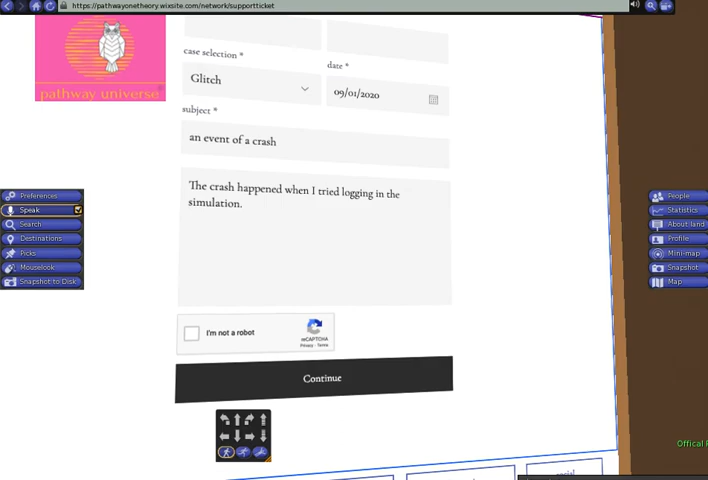 https://pathwayonetheory.wixsite.com/network/supportticket
pathway universe
case selection *
date *
Glitch
09/01/2020
subject *
an event of a crash
The crash happened when I tried logging in the
simulation.
I'm not a robot
reCAPTCHA
Privacy - Terms
Continue
Preferences
Speak
Search
Destinations
Picks
Mouselook
Snapshot to Disk
People
Statistics
About land
Profile
Mini-map
Snapshot
Map
Offical
social